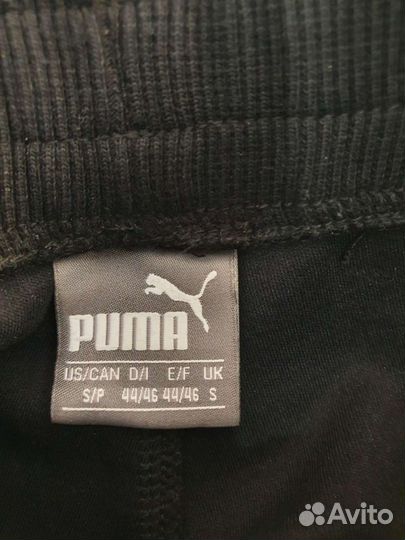 PUMA
US/CAN D/I E/F UK
S/P 44/46 44/46 S
Avito